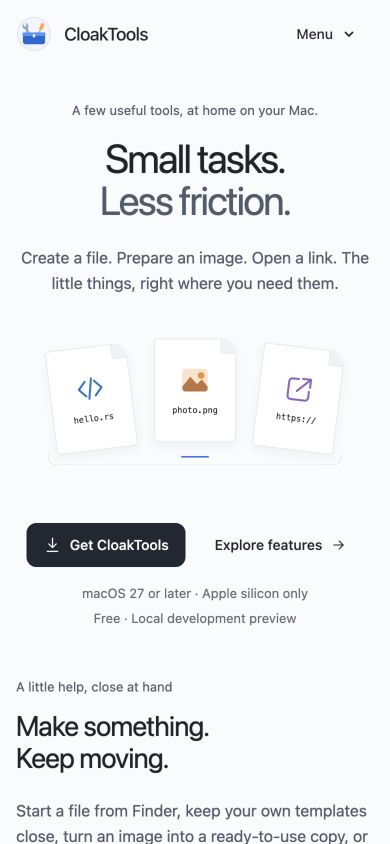 CloakTools
Menu
A few useful tools, at home on your Mac.
Small tasks.
Less friction.
Create a file. Prepare an image. Open a link. The
little things, right where you need them.
hello.rs
photo.png
https://
Get CloakTools
Explore features
macOS 27 or later · Apple silicon only
Free · Local development preview
A little help, close at hand
Make something.
Keep moving.
Start a file from Finder, keep your own templates
close, turn an image into a ready-to-use copy, or